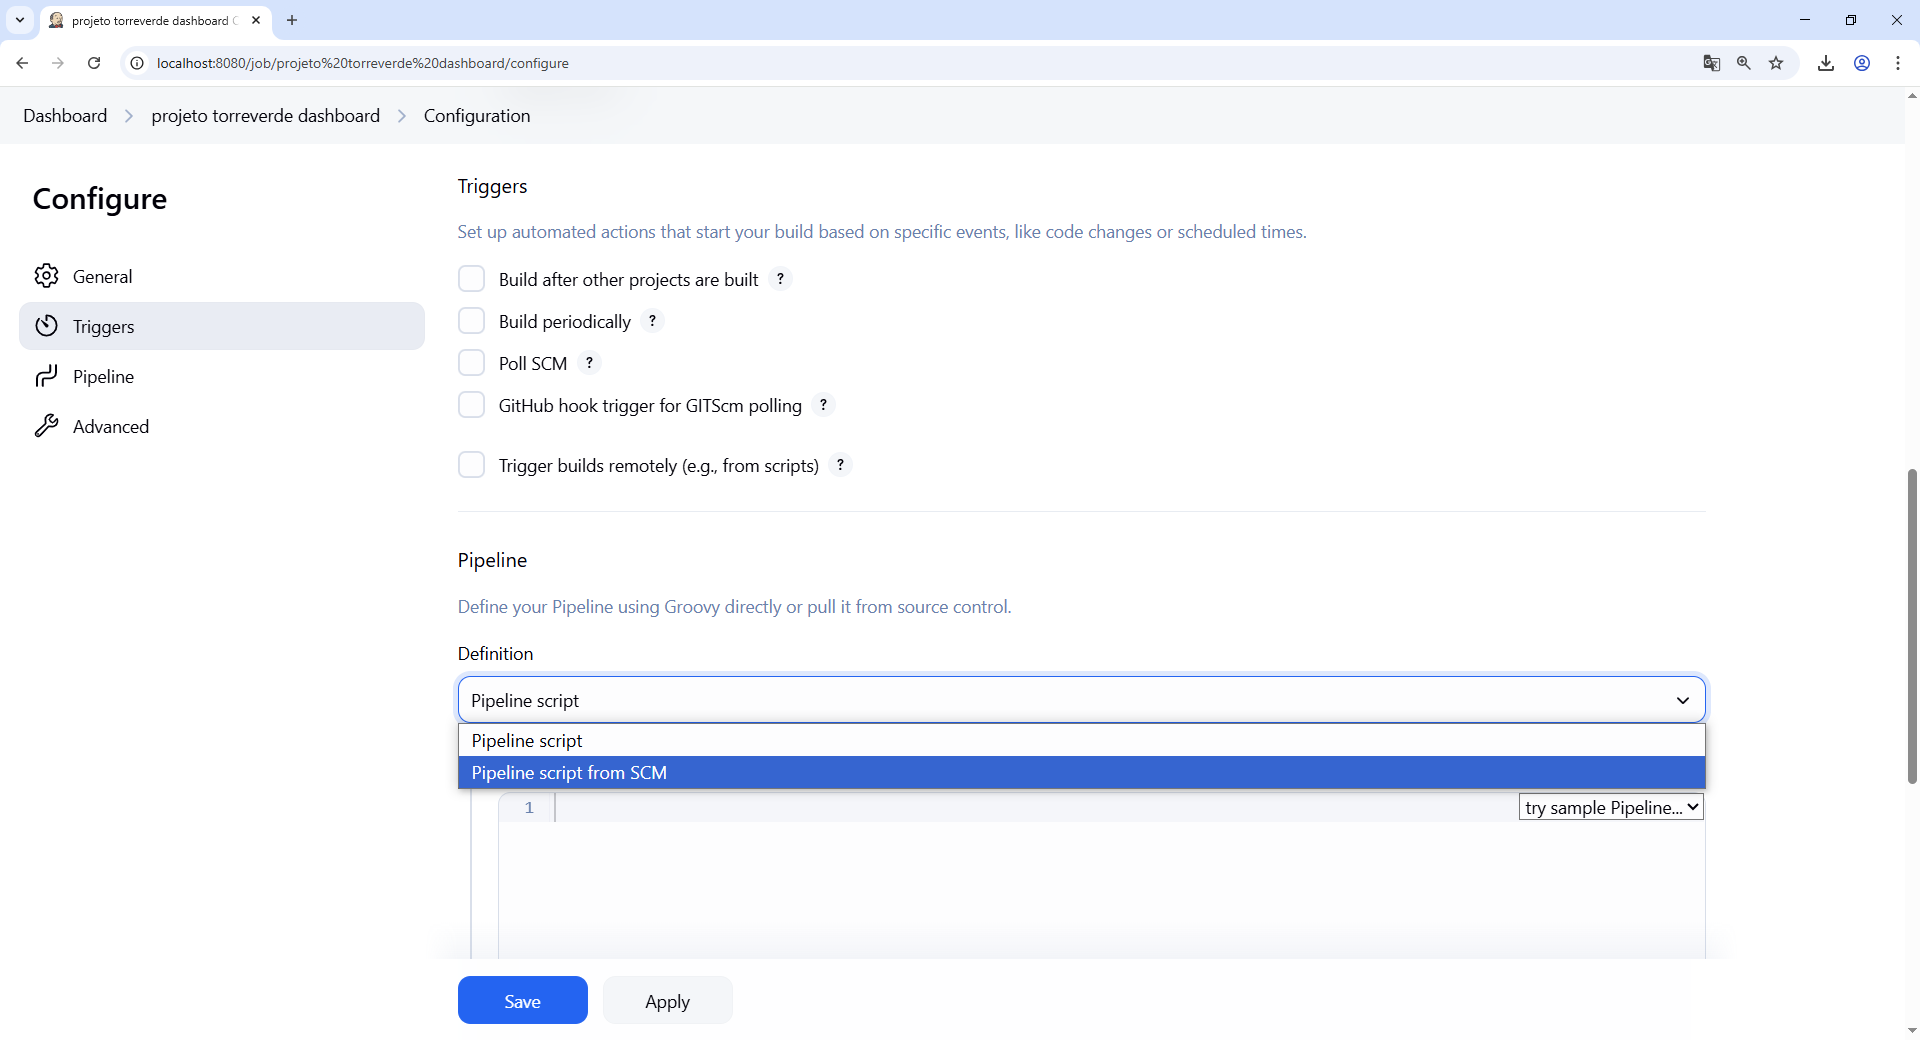 projeto torreverde dashboard C
localhost:8080/job/projeto%20torreverde%20dashboard/configure
Dashboard
projeto torreverde dashboard
Configuration
Configure
General
Triggers
Pipeline
Advanced
Triggers
Set up automated actions that start your build based on specific events, like code changes or scheduled times.
Build after other projects are built ?
Build periodically ?
Poll SCM ?
GitHub hook trigger for GITScm polling ?
Trigger builds remotely (e.g., from scripts) ?
Pipeline
Define your Pipeline using Groovy directly or pull it from source control.
Definition
Pipeline script
Pipeline script
Pipeline script from SCM
1
try sample Pipeline...
Save
Apply